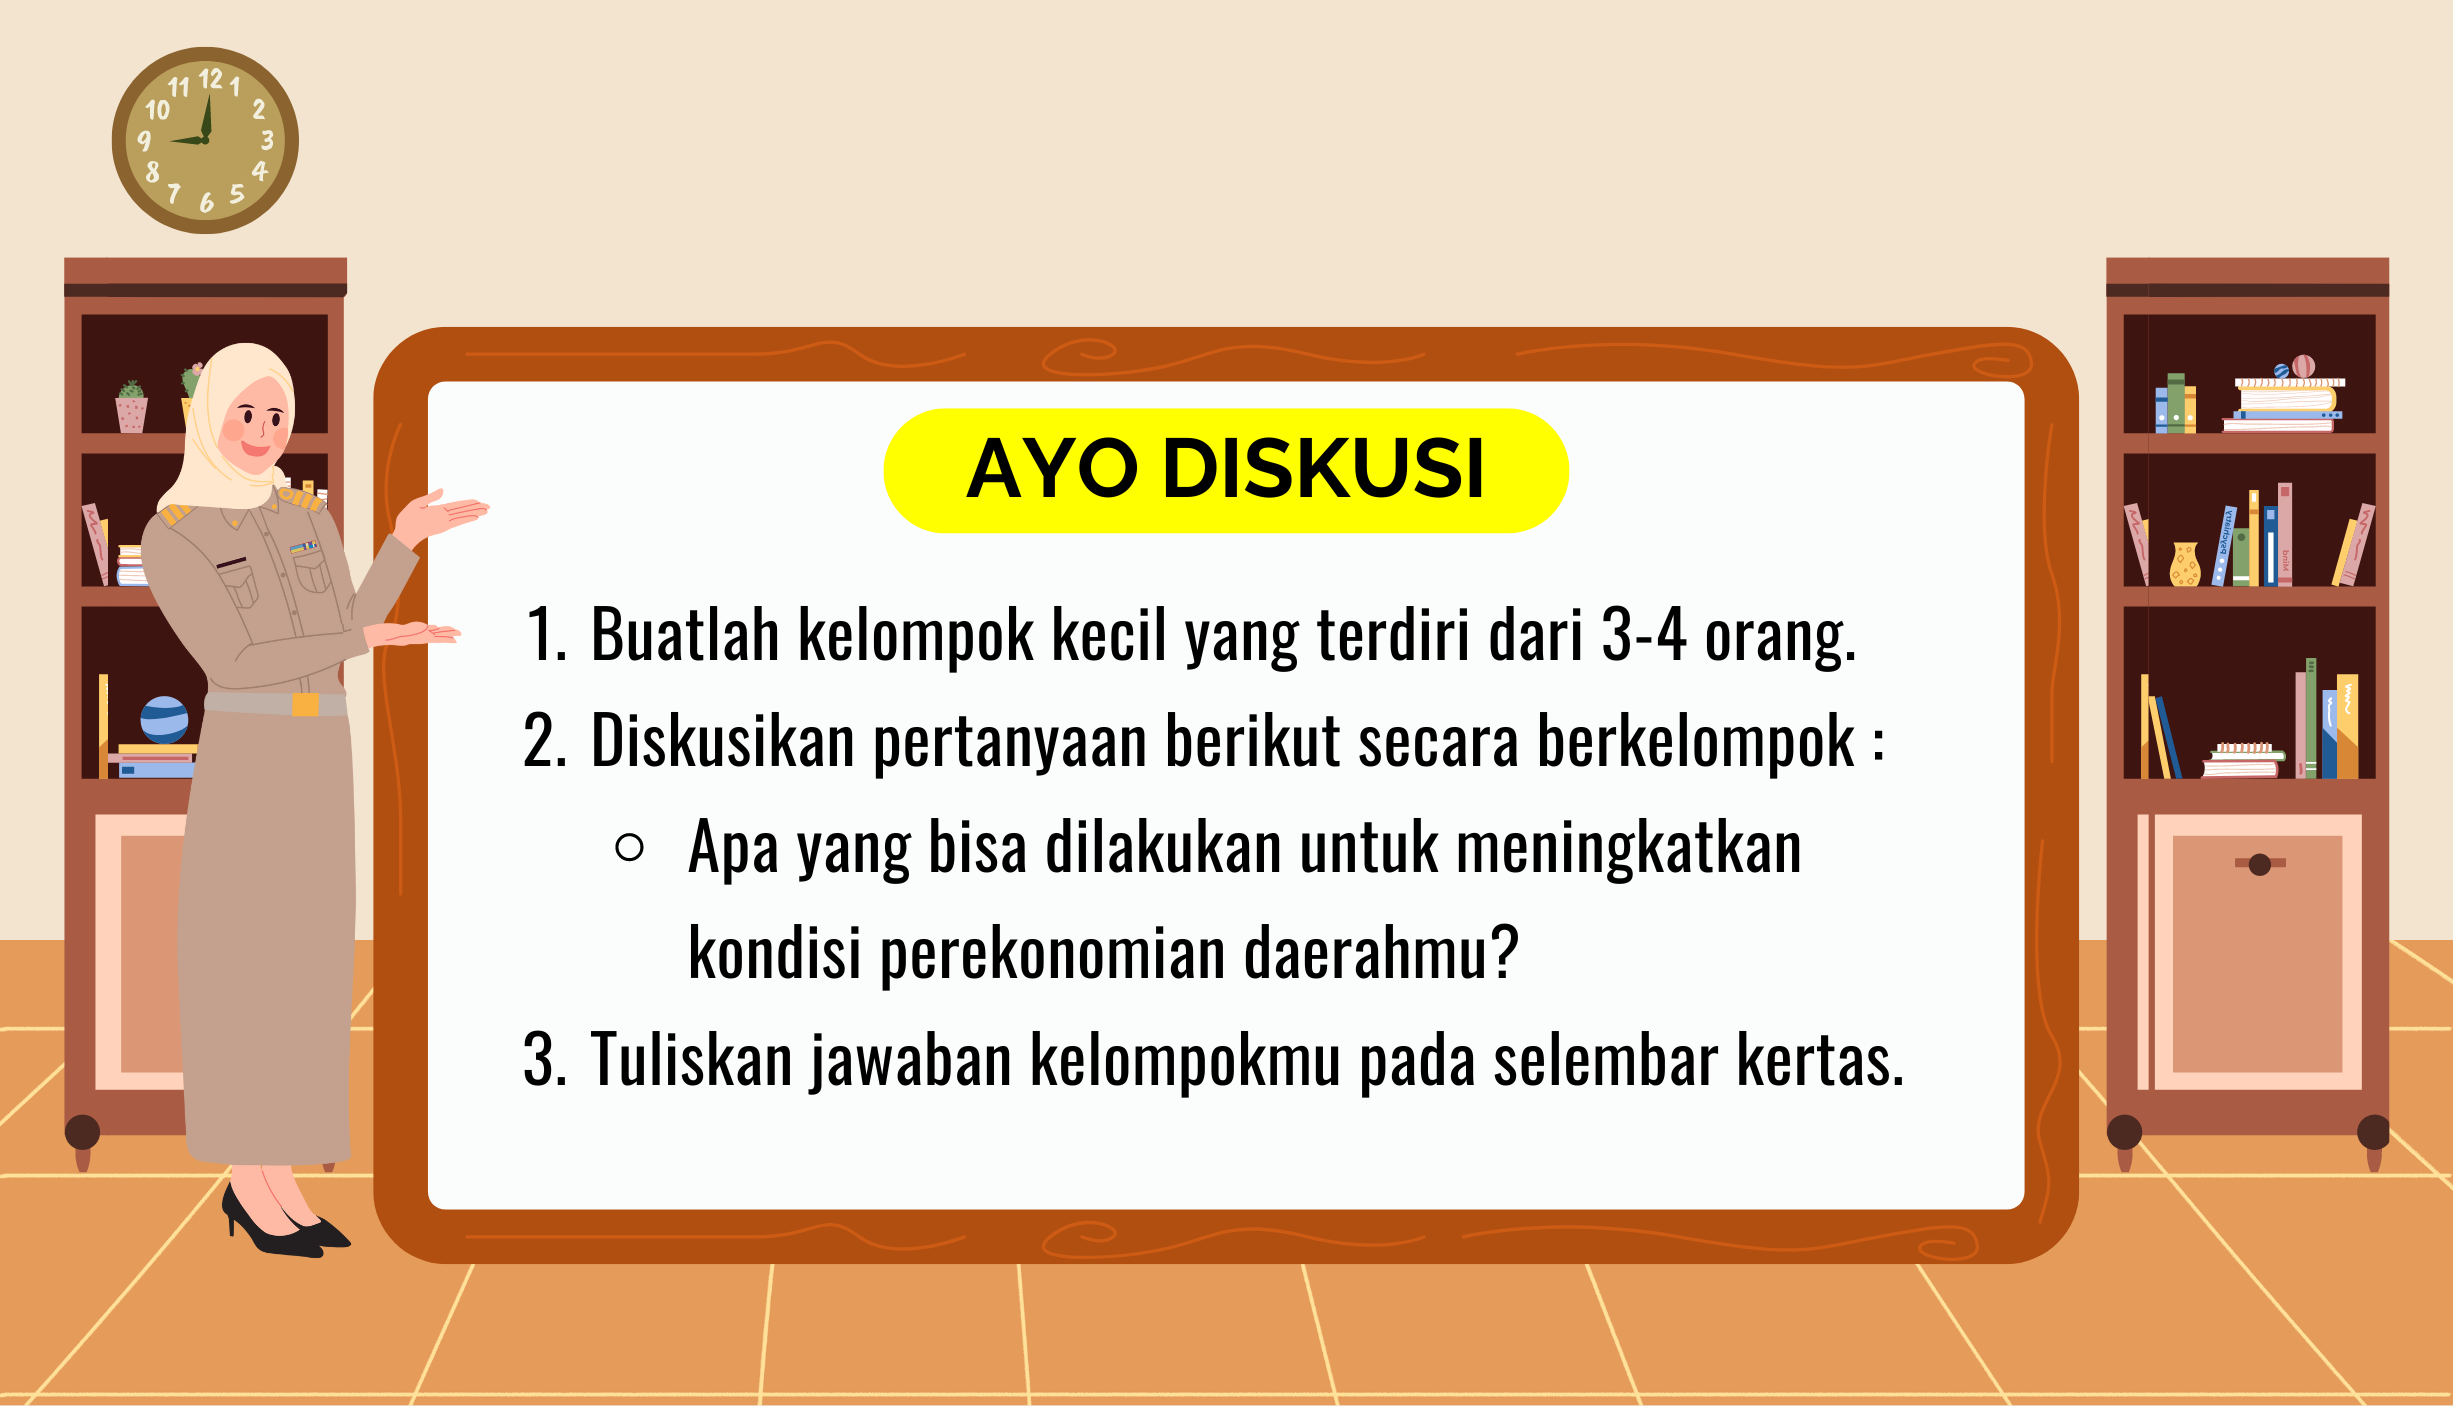 12
11
1
10
2
9
3
8
4
7
5
6
AYO DISKUSI
1. Buatlah kelompok kecil yang terdiri dari 3-4 orang.
2. Diskusikan pertanyaan berikut secara berkelompok :
○ Apa yang bisa dilakukan untuk meningkatkan
kondisi perekonomian daerahmu?
3. Tuliskan jawaban kelompokmu pada selembar kertas.